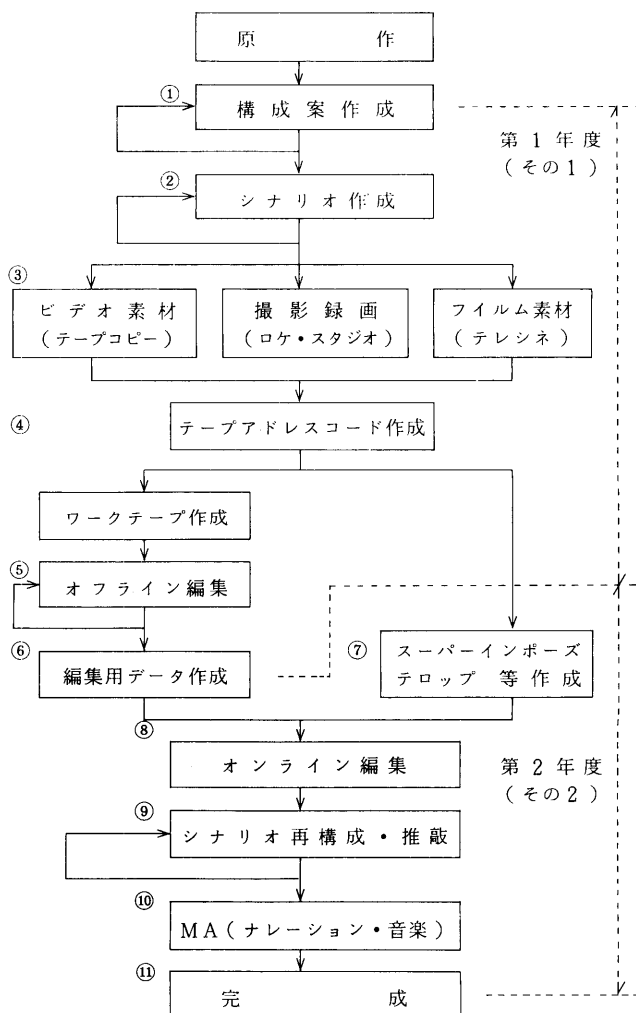 原作
①
構成案作成
第1年度
(その1)
②
シナリオ作成
③
ビデオ素材
(テープコピー)
撮影録画
(ロケ・スタジオ)
フイルム素材
(テレシネ)
④
テープアドレスコード作成
ワークテープ作成
⑤
オフライン編集
⑥
編集用データ作成
⑦
スーパーインポーズ
テロップ 等作成
⑧
オンライン編集
第2年度
(その2)
⑨
シナリオ再構成・推敲
⑩
MA(ナレーション・音楽)
⑪
完成